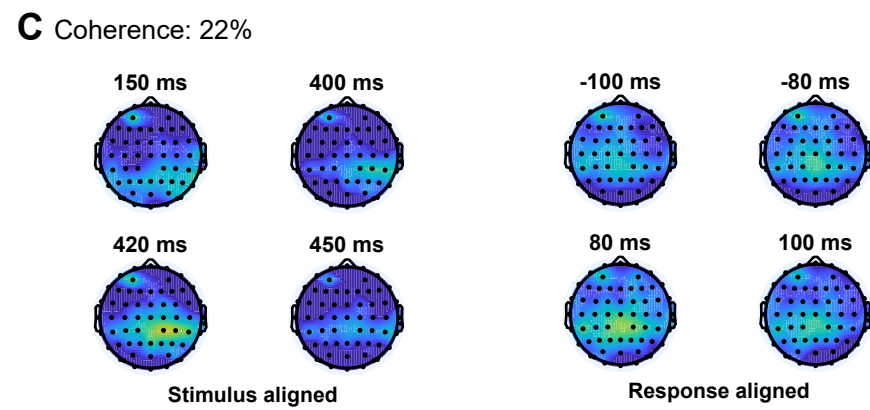 C Coherence: 22%
150 ms 400 ms -100 ms -80 ms
420 ms 450 ms 80 ms 100 ms
Stimulus aligned Response aligned